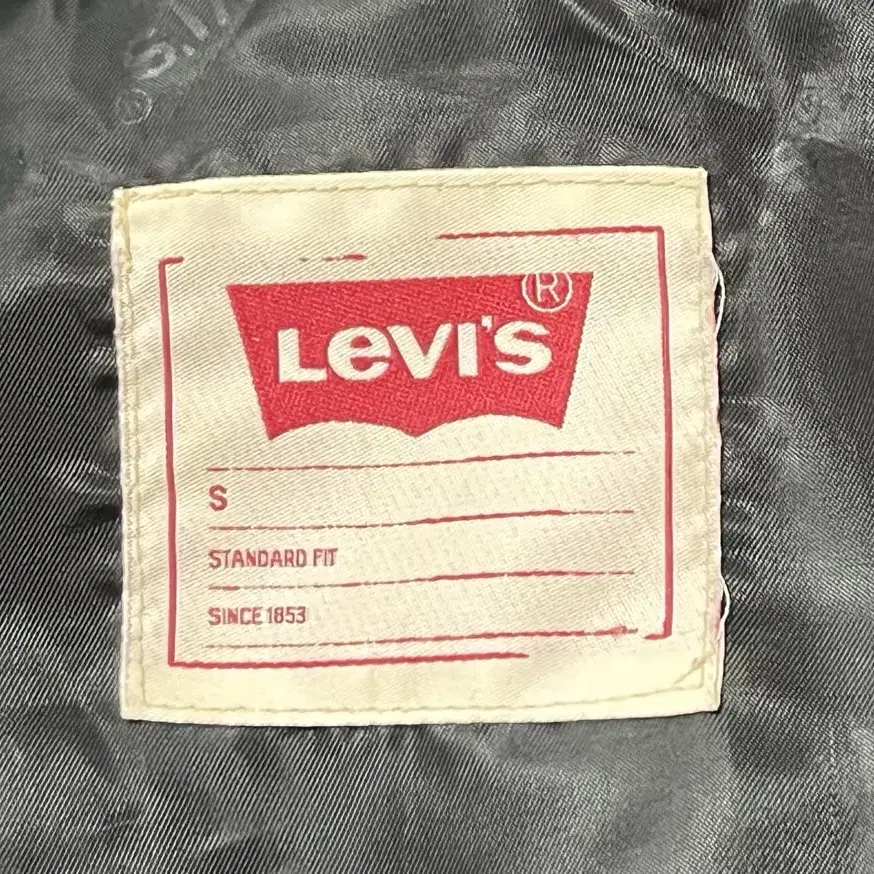 LEVI'S®
S
STANDARD FIT
SINCE 1853